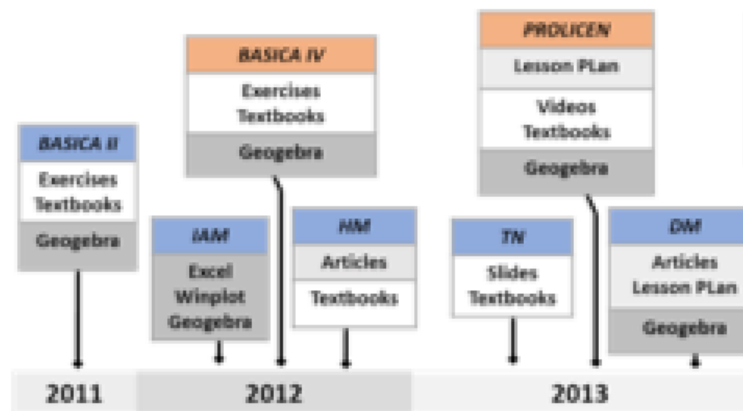 BASICA II
Exercises
Textbooks
Geogebra
BASICA IV
Exercises
Textbooks
Geogebra
IAM
Excel
Winplot
Geogebra
HM
Articles
Textbooks
PROLICEN
Lesson PLan
Videos
Textbooks
Geogebra
TN
Slides
Textbooks
DM
Articles
Lesson PLan
Geogebra
2011
2012
2013